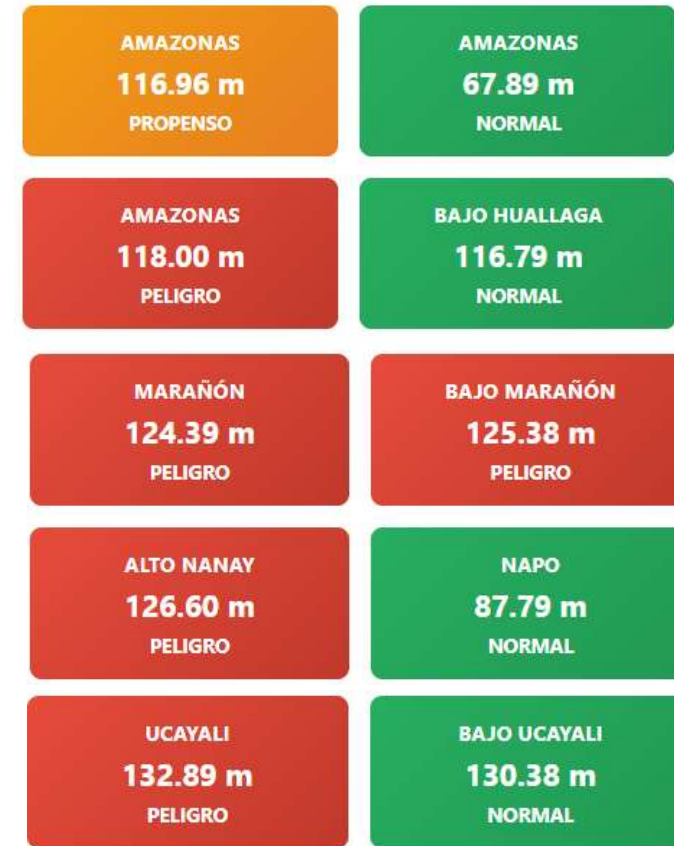 AMAZONAS
116.96 m
PROPENSO
AMAZONAS
67.89 m
NORMAL
AMAZONAS
118.00 m
PELIGRO
BAJO HUALLAGA
116.79 m
NORMAL
MARAÑÓN
124.39 m
PELIGRO
BAJO MARAÑÓN
125.38 m
PELIGRO
ALTO NANAY
126.60 m
PELIGRO
NAPO
87.79 m
NORMAL
UCAYALI
132.89 m
PELIGRO
BAJO UCAYALI
130.38 m
NORMAL